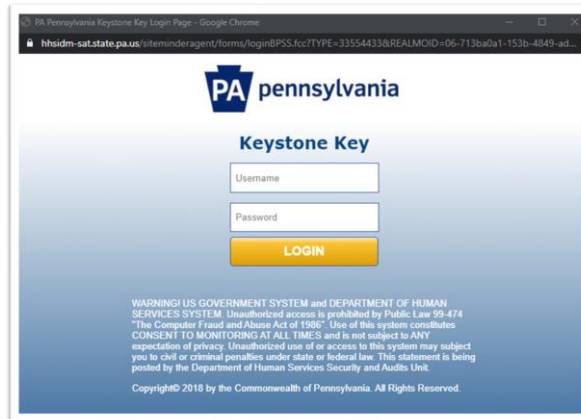 PA Pennsylvania Keystone Key Login Page - Google Chrome
hhsidm-sat.state.pa.us/siteminderagent/forms/loginBPSS.fcc?TYPE=33554433&REALMOID=06-713ba0a1-153b-4849-ad...
PA pennsylvania
Keystone Key
Username
Password
LOGIN
WARNING! US GOVERNMENT SYSTEM and DEPARTMENT OF HUMAN
SERVICES SYSTEM. Unauthorized access is prohibited by Public Law 99-474
"The Computer Fraud and Abuse Act of 1986". Use of this system constitutes
CONSENT TO MONITORING AT ALL TIMES and is not subject to ANY
expectation of privacy. Unauthorized use of or access to this system may subject
you to civil or criminal penalties under state or federal law. This statement is being
posted by the Department of Human Services Security and Audits Unit.
Copyright© 2018 by the Commonwealth of Pennsylvania. All Rights Reserved.